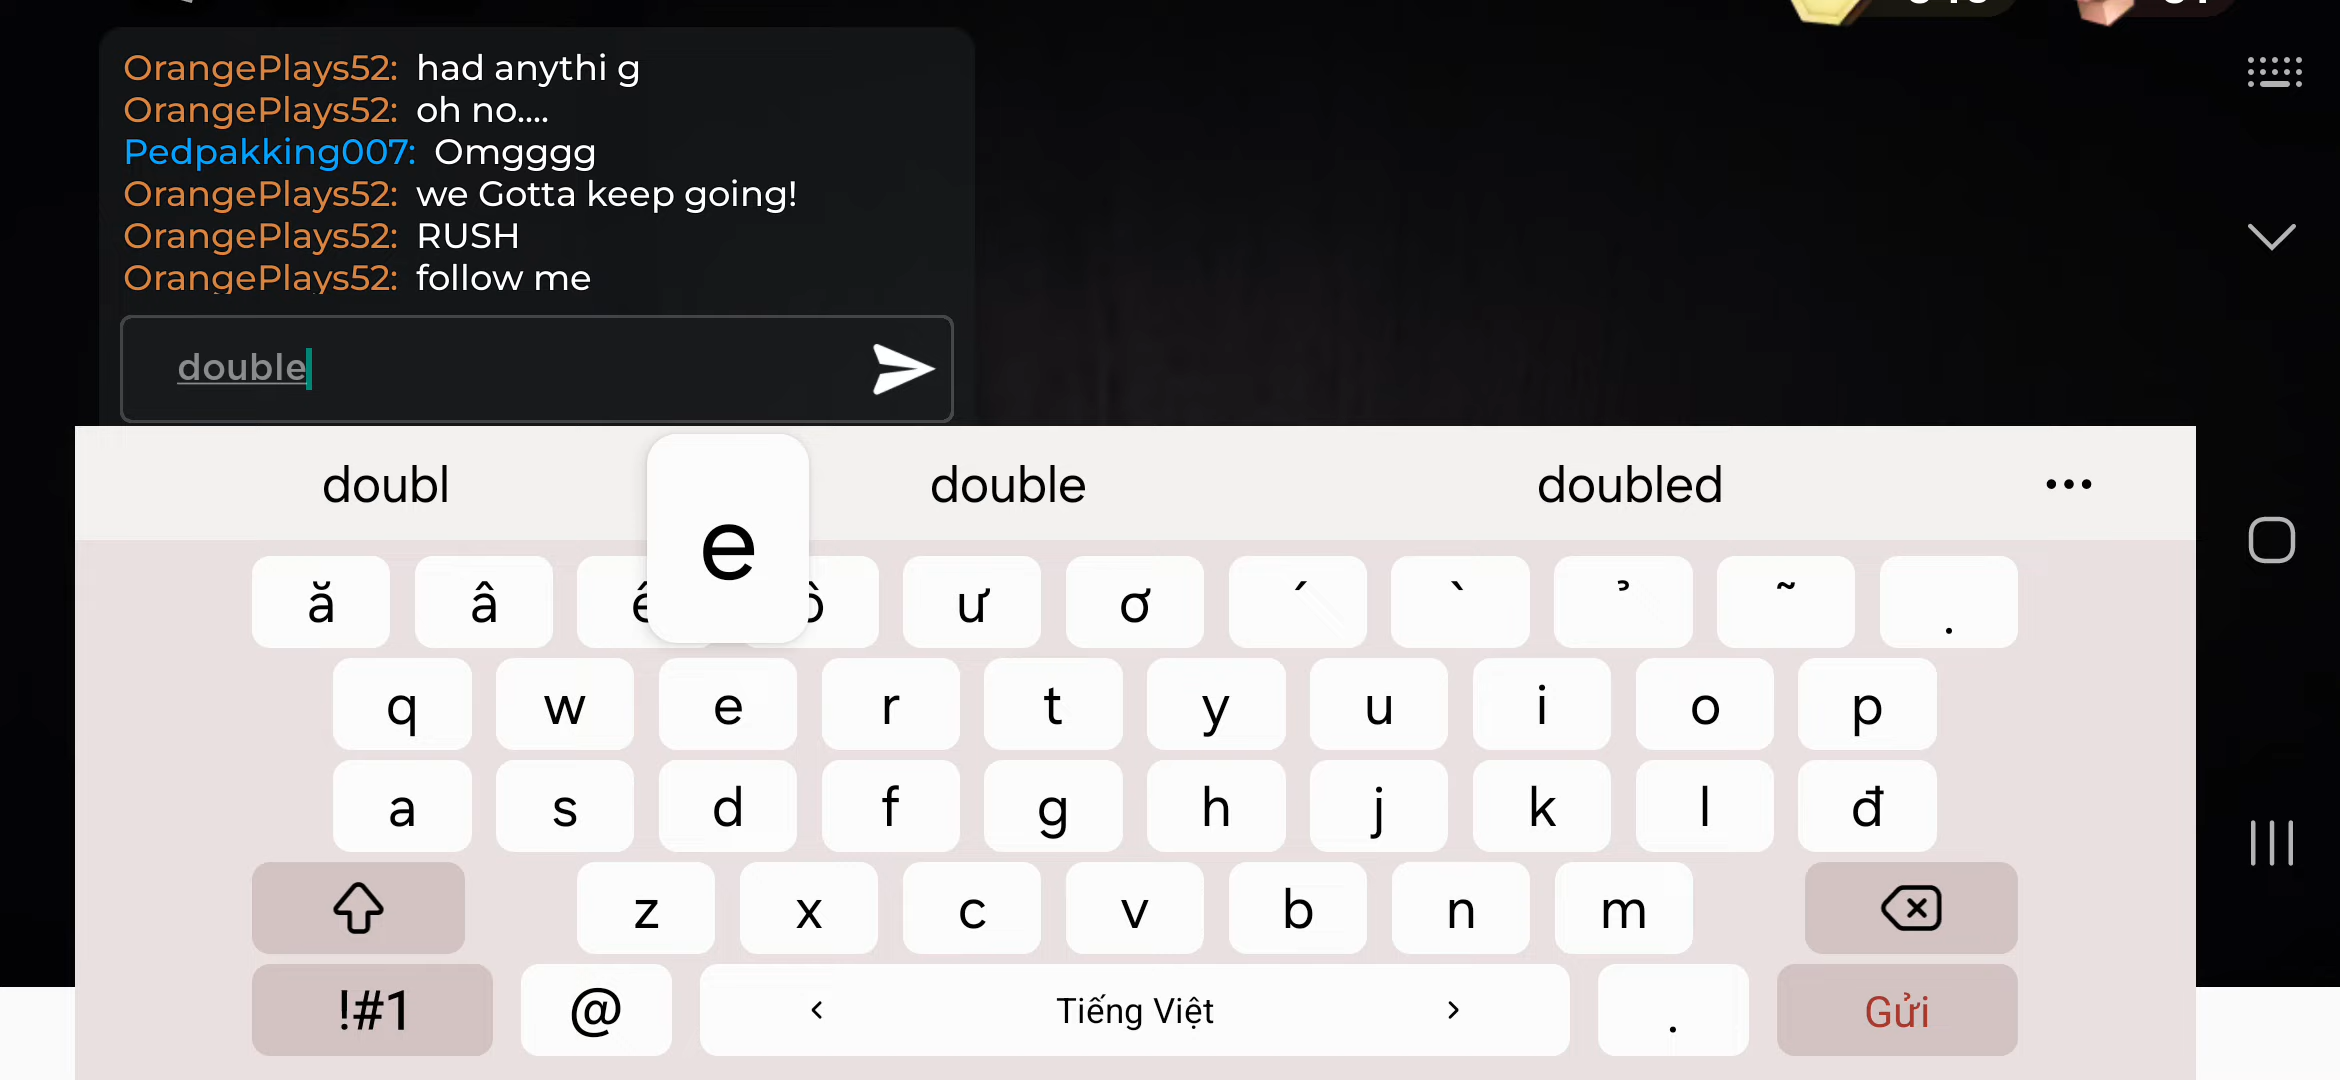 OrangePlays52: had anythi g
OrangePlays52: oh no....
Pedpakking007: Omgggg
OrangePlays52: we Gotta keep going!
OrangePlays52: RUSH
OrangePlays52: follow me
double
doubl double doubled
e
ă â ê ô ư ơ ˊ ˋ ̉ ~ .
q w e r t y u i o p
a s d f g h j k l đ
z x c v b n m
!#1 @ < Tiếng Việt > . Gửi